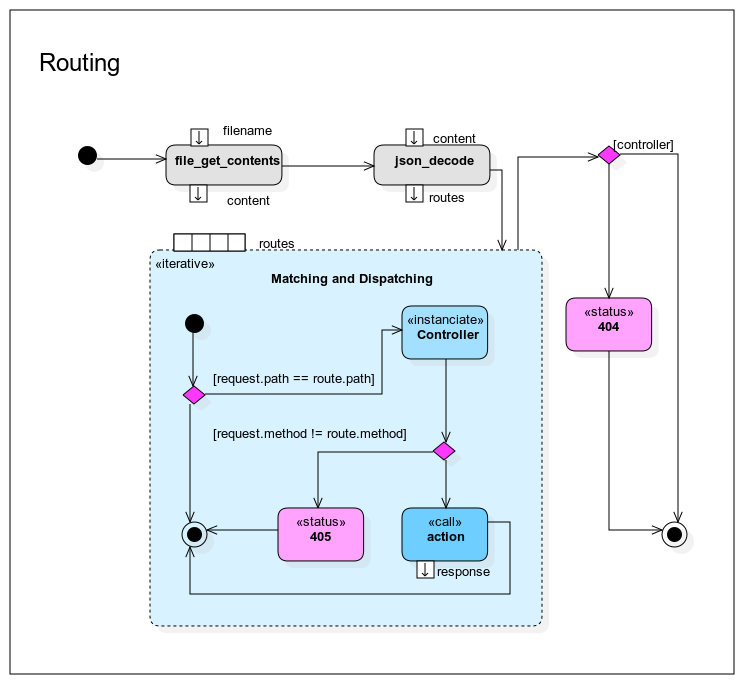 Routing
filename
[controller]
content
file_get_contents
json_decode
content
routes
routes
«iterative»
Matching and Dispatching
«instanciate»
Controller
«status»
404
[request.path == route.path]
[request.method != route.method]
«status»
405
«call»
action
response